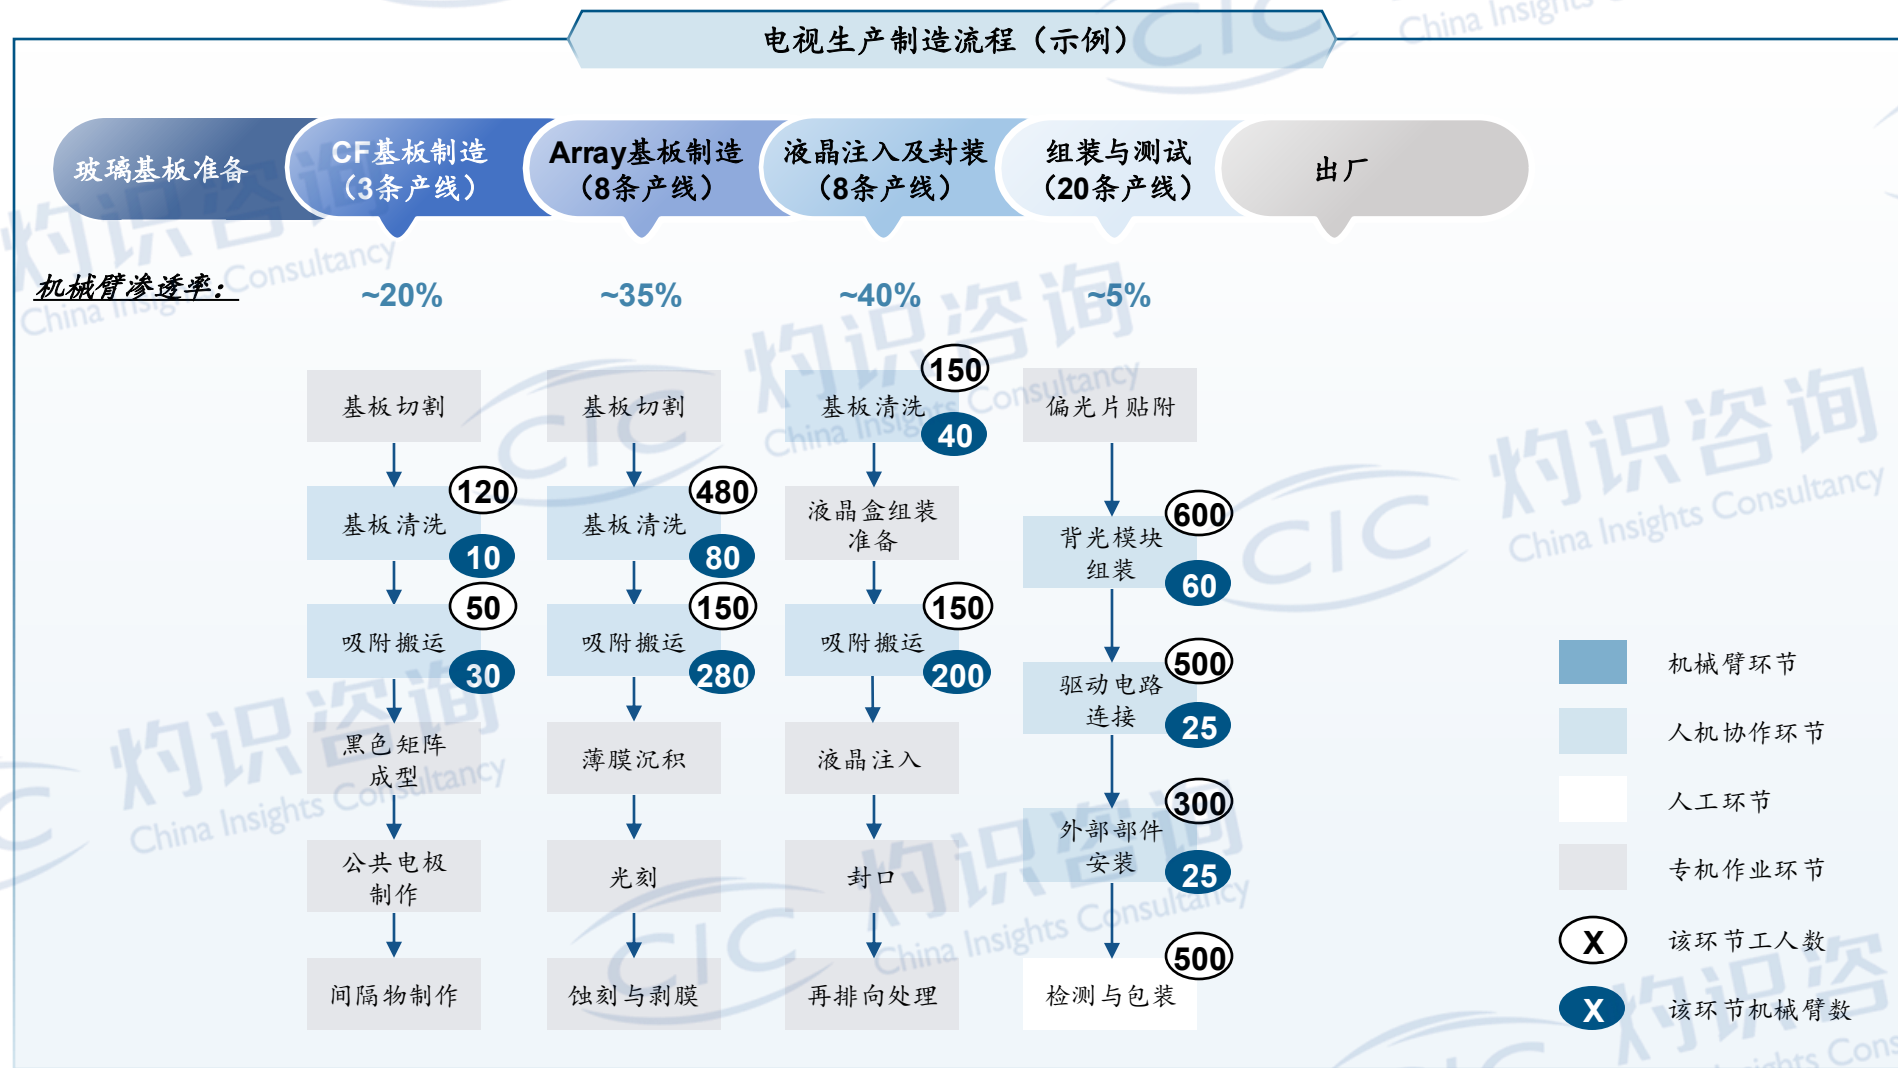 电视生产制造流程（示例）
玻璃基板准备
CF基板制造
（3条产线）
Array基板制造
（8条产线）
液晶注入及封装
（8条产线）
组装与测试
（20条产线）
出厂
机械臂渗透率：
~20%
~35%
~40%
~5%
基板切割
基板清洗
120
10
吸附搬运
50
30
黑色矩阵
成型
公共电极
制作
间隔物制作
基板切割
基板清洗
480
80
吸附搬运
150
280
薄膜沉积
光刻
蚀刻与剥膜
基板清洗
150
40
液晶盒组装
准备
吸附搬运
150
200
液晶注入
封口
再排向处理
偏光片贴附
背光模块
组装
600
60
驱动电路
连接
500
25
外部部件
安装
300
25
检测与包装
500
机械臂环节
人机协作环节
人工环节
专机作业环节
X
该环节工人数
X
该环节机械臂数
CIC
灼识咨询
China Insights Consultancy